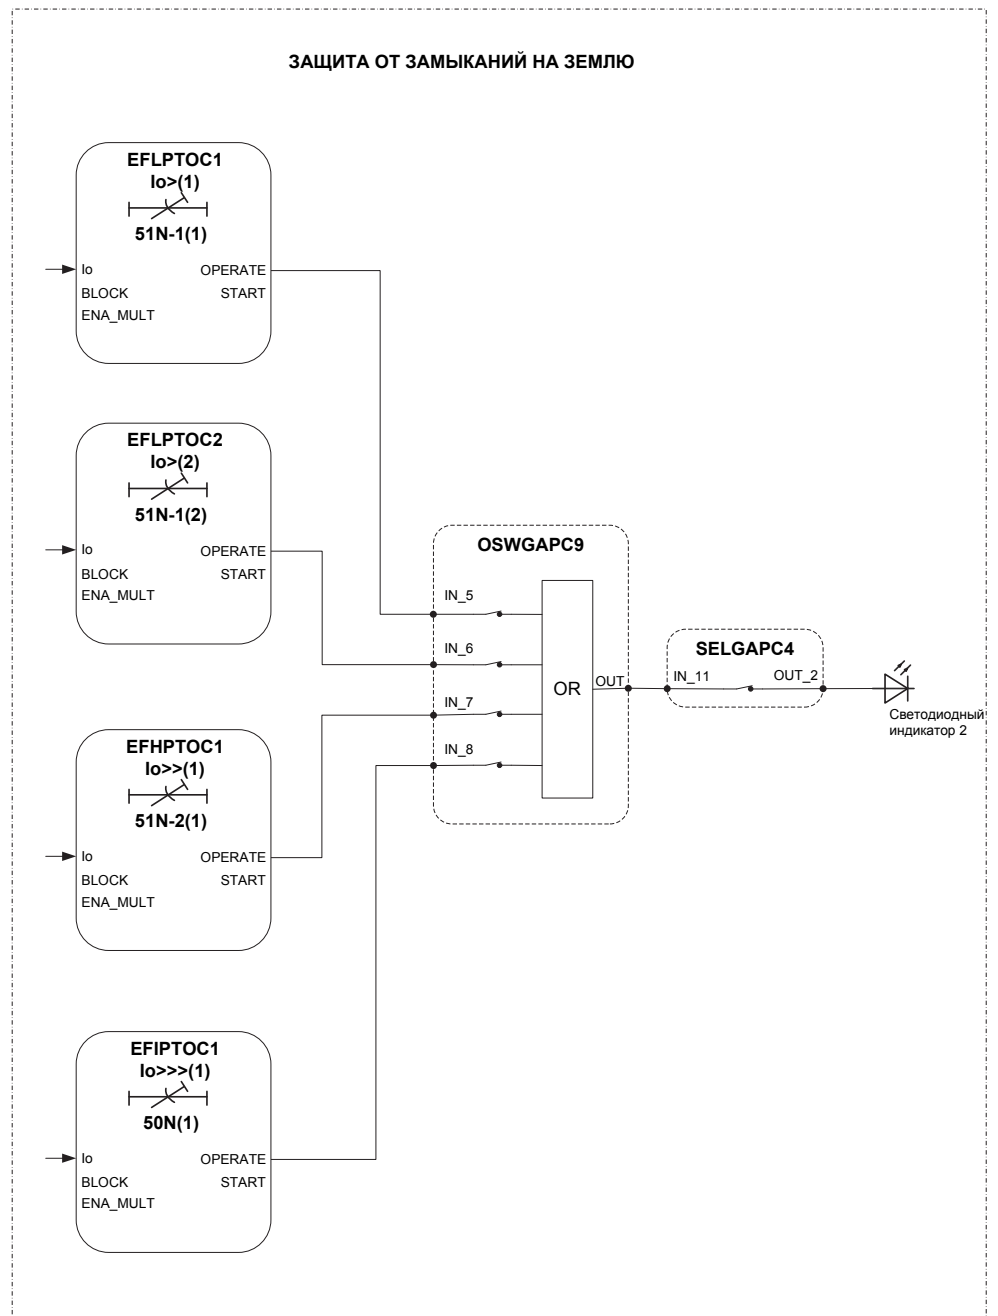 ЗАЩИТА ОТ ЗАМЫКАНИЙ НА ЗЕМЛЮ
EFLPTOC1
Io>(1)
51N-1(1)
Io
OPERATE
BLOCK
START
ENA_MULT
EFLPTOC2
Io>(2)
51N-1(2)
Io
OPERATE
BLOCK
START
ENA_MULT
OSWGAPC9
IN_5
IN_6
IN_7
IN_8
OR
OUT
SELGAPC4
IN_11
OUT_2
Светодиодный
индикатор 2
EFHPTOC1
Io>>(1)
51N-2(1)
Io
OPERATE
BLOCK
START
ENA_MULT
EFIPTOC1
Io>>>(1)
50N(1)
Io
OPERATE
BLOCK
START
ENA_MULT